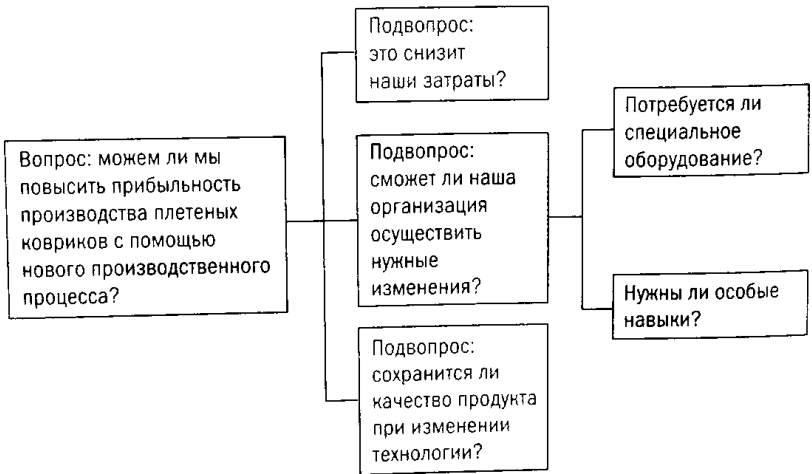 Вопрос: можем ли мы
повысить прибыльность
производства плетеных
ковриков с помощью
нового производственного
процесса?
Подвопрос:
это снизит
наши затраты?
Подвопрос:
сможет ли наша
организация
осуществить
нужные
изменения?
Подвопрос:
сохранится ли
качество продукта
при изменении
технологии?
Потребуется ли
специальное
оборудование?
Нужны ли особые
навыки?